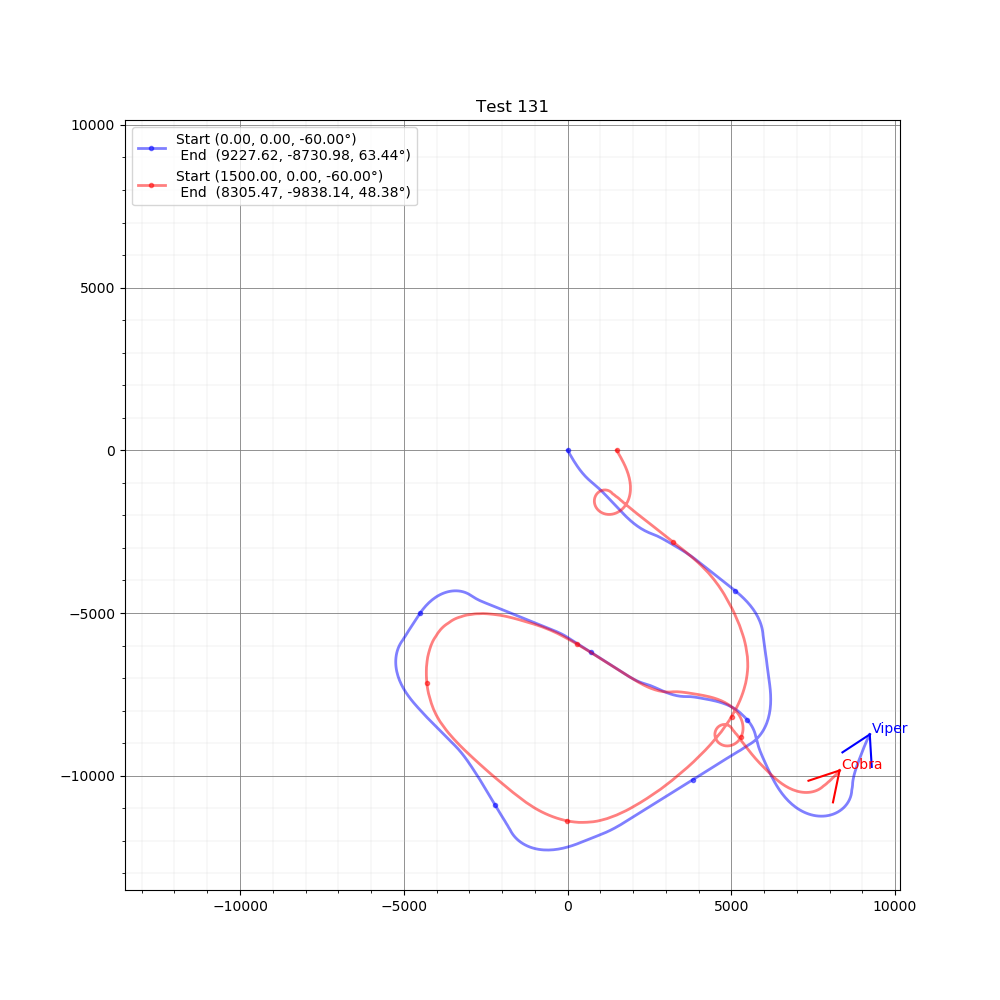 Test 131
Start (0.00, 0.00, -60.00°)
End (9227.62, -8730.98, 63.44°)
Start (1500.00, 0.00, -60.00°)
End (8305.47, -9838.14, 48.38°)
10000
5000
0
−5000
−10000
Viper
Cobra
−10000
−5000
0
5000
10000